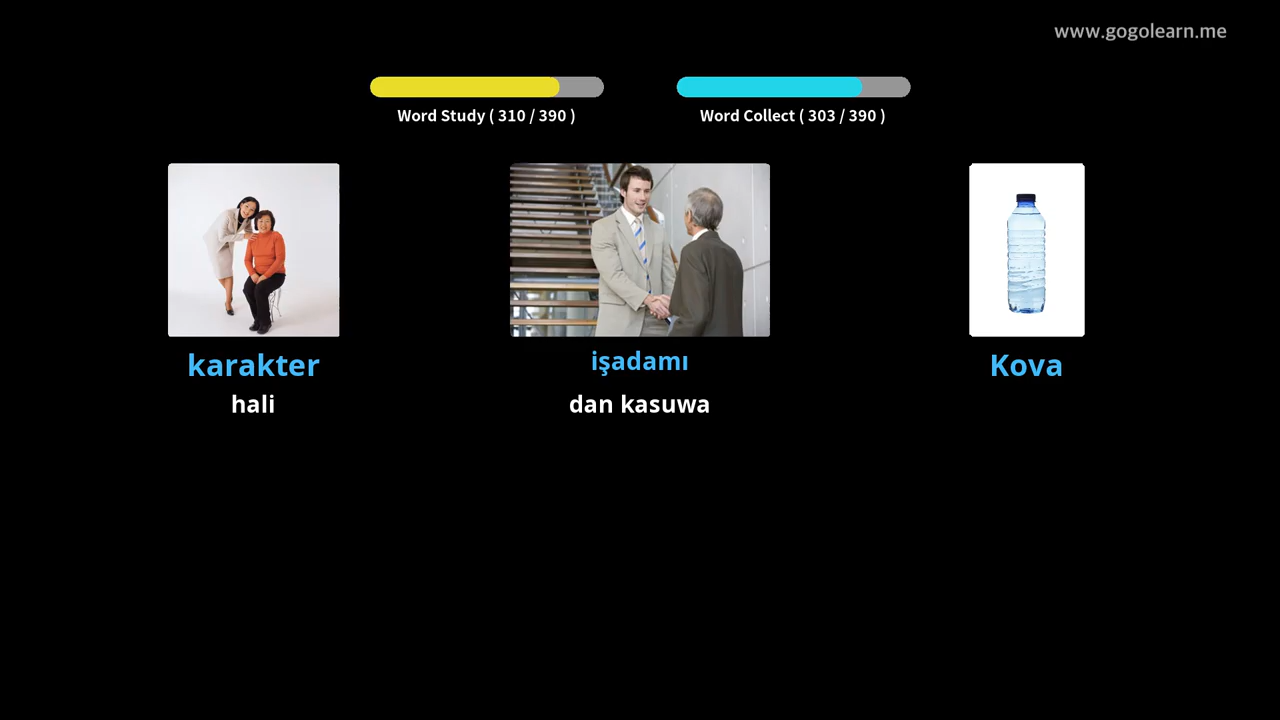 www.gogolearn.me
Word Study ( 310 / 390 )
Word Collect ( 303 / 390 )
karakter
işadamı
Kova
hali
dan kasuwa